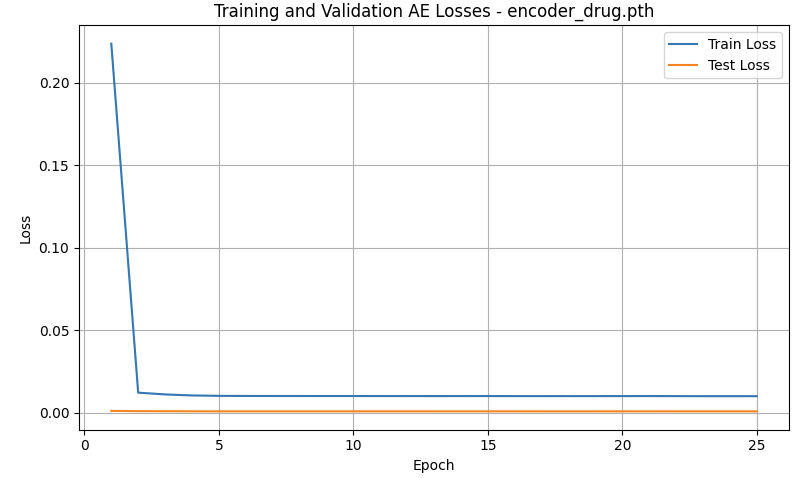 Training and Validation AE Losses - encoder_drug.pth
Train Loss
Test Loss
0.20
0.15
0.10
0.05
0.00
Loss
0 5 10 15 20 25
Epoch